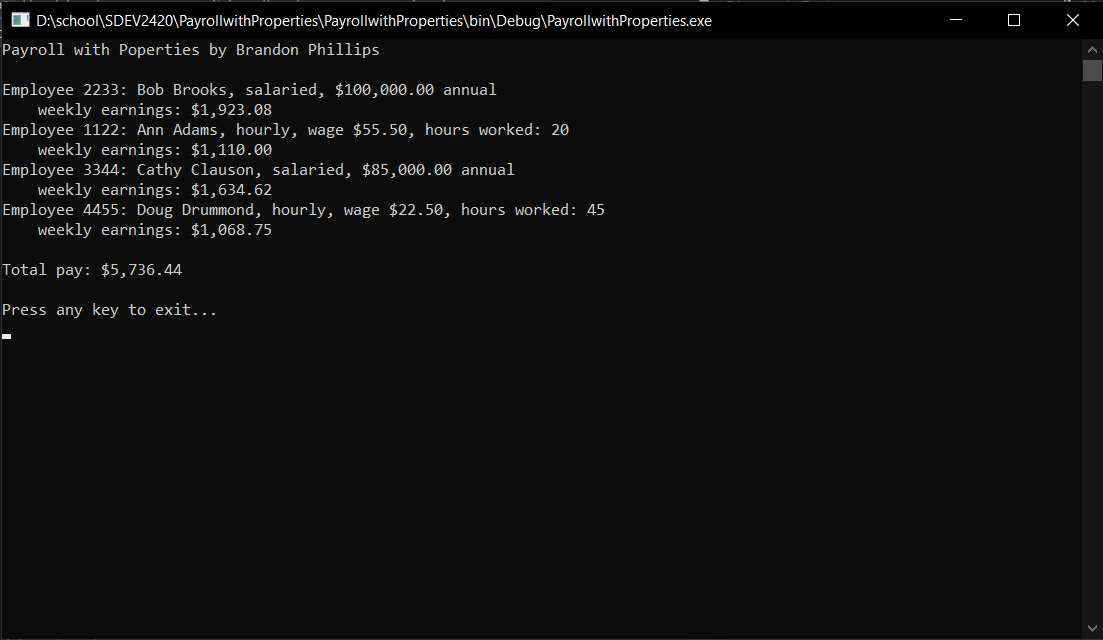 D:\school\SDEV2420\PayrollwithProperties\PayrollwithProperties\bin\Debug\PayrollwithProperties.exe
Payroll with Poperties by Brandon Phillips
Employee 2233: Bob Brooks, salaried, $100,000.00 annual
weekly earnings: $1,923.08
Employee 1122: Ann Adams, hourly, wage $55.50, hours worked: 20
weekly earnings: $1,110.00
Employee 3344: Cathy Clauson, salaried, $85,000.00 annual
weekly earnings: $1,634.62
Employee 4455: Doug Drummond, hourly, wage $22.50, hours worked: 45
weekly earnings: $1,068.75
Total pay: $5,736.44
Press any key to exit...